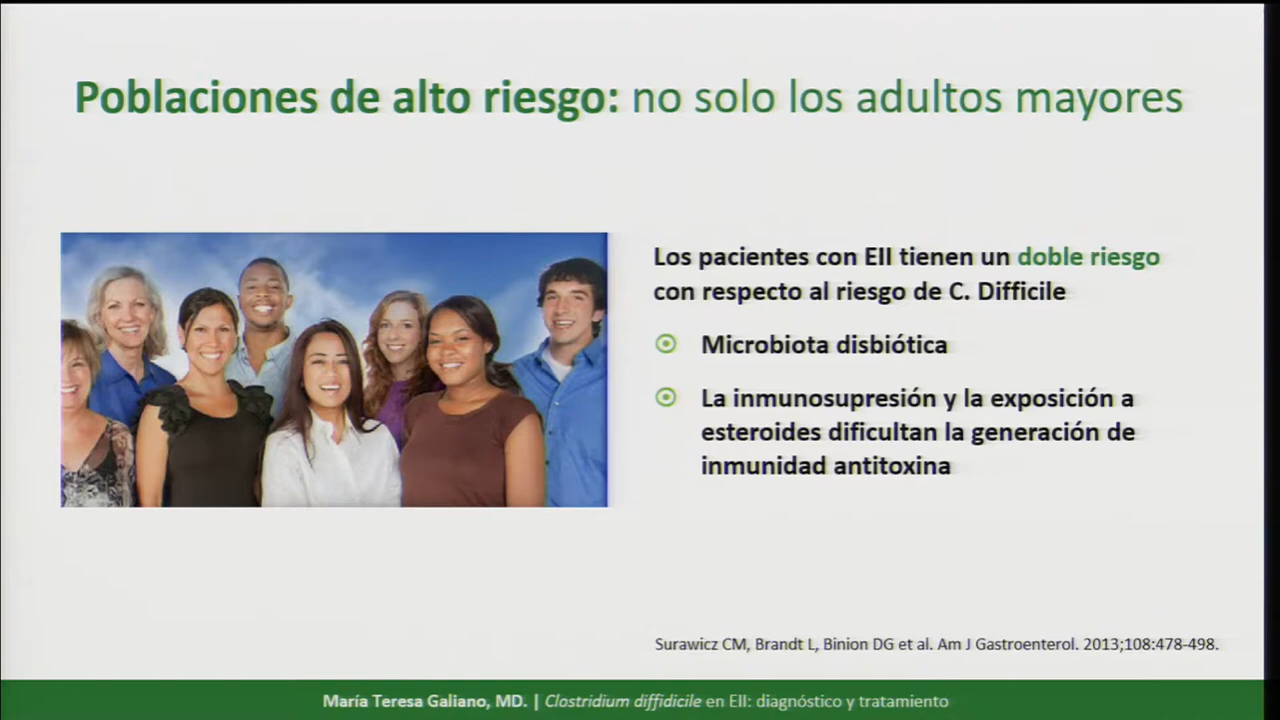 Poblaciones de alto riesgo: no solo los adultos mayores
Los pacientes con EII tienen un doble riesgo
con respecto al riesgo de C. Difficile
Microbiota disbiótica
La inmunosupresión y la exposición a
esteroides dificultan la generación de
inmunidad antitoxina
Surawicz CM, Brandt L, Binion DG et al. Am J Gastroenterol. 2013;108:478-498.
María Teresa Galiano, MD. | Clostridium diffidicile en EII: diagnóstico y tratamiento